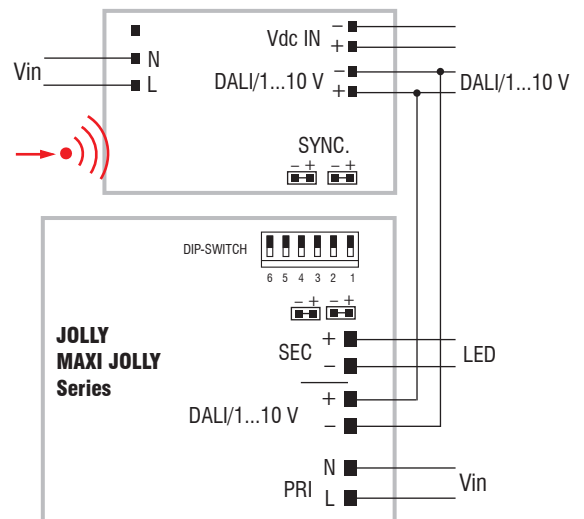 Vdc IN
−
+
Vin
N
L
DALI/1...10 V
−
+
DALI/1...10 V
SYNC.
− + − +
DIP-SWITCH
6 5 4 3 2 1
− + − +
JOLLY
MAXI JOLLY
Series
SEC
+
−
LED
DALI/1...10 V
+
−
PRI
N
L
Vin